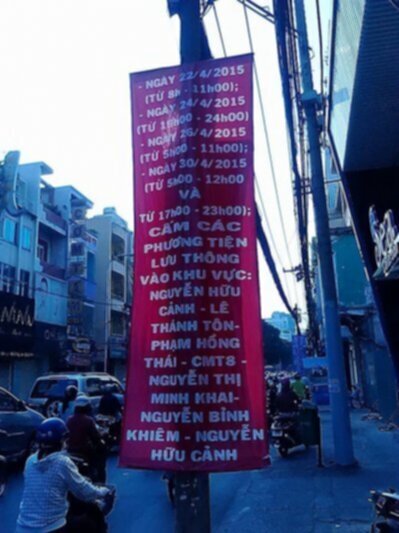 - NGÀY 22/4/2015
(TỪ 8h - 11h00);
- NGÀY 24/4/2015
(TỪ 18h00 - 24h00)
- NGÀY 26/4/2015
(TỪ 5h00 - 11h00);
- NGÀY 30/4/2015
(TỪ 5h00 - 12h00
VÀ
TỪ 17h00 - 23h00);
CẤM CÁC
PHƯƠNG TIỆN
LƯU THÔNG
VÀO KHU VỰC:
NGUYỄN HỮU
CẢNH - LÊ
THÁNH TÔN-
PHẠM HỒNG
THÁI - CMT8 -
NGUYỄN THỊ
MINH KHAI-
NGUYỄN BỈNH
KHIÊM - NGUYỄN
HỮU CẢNH